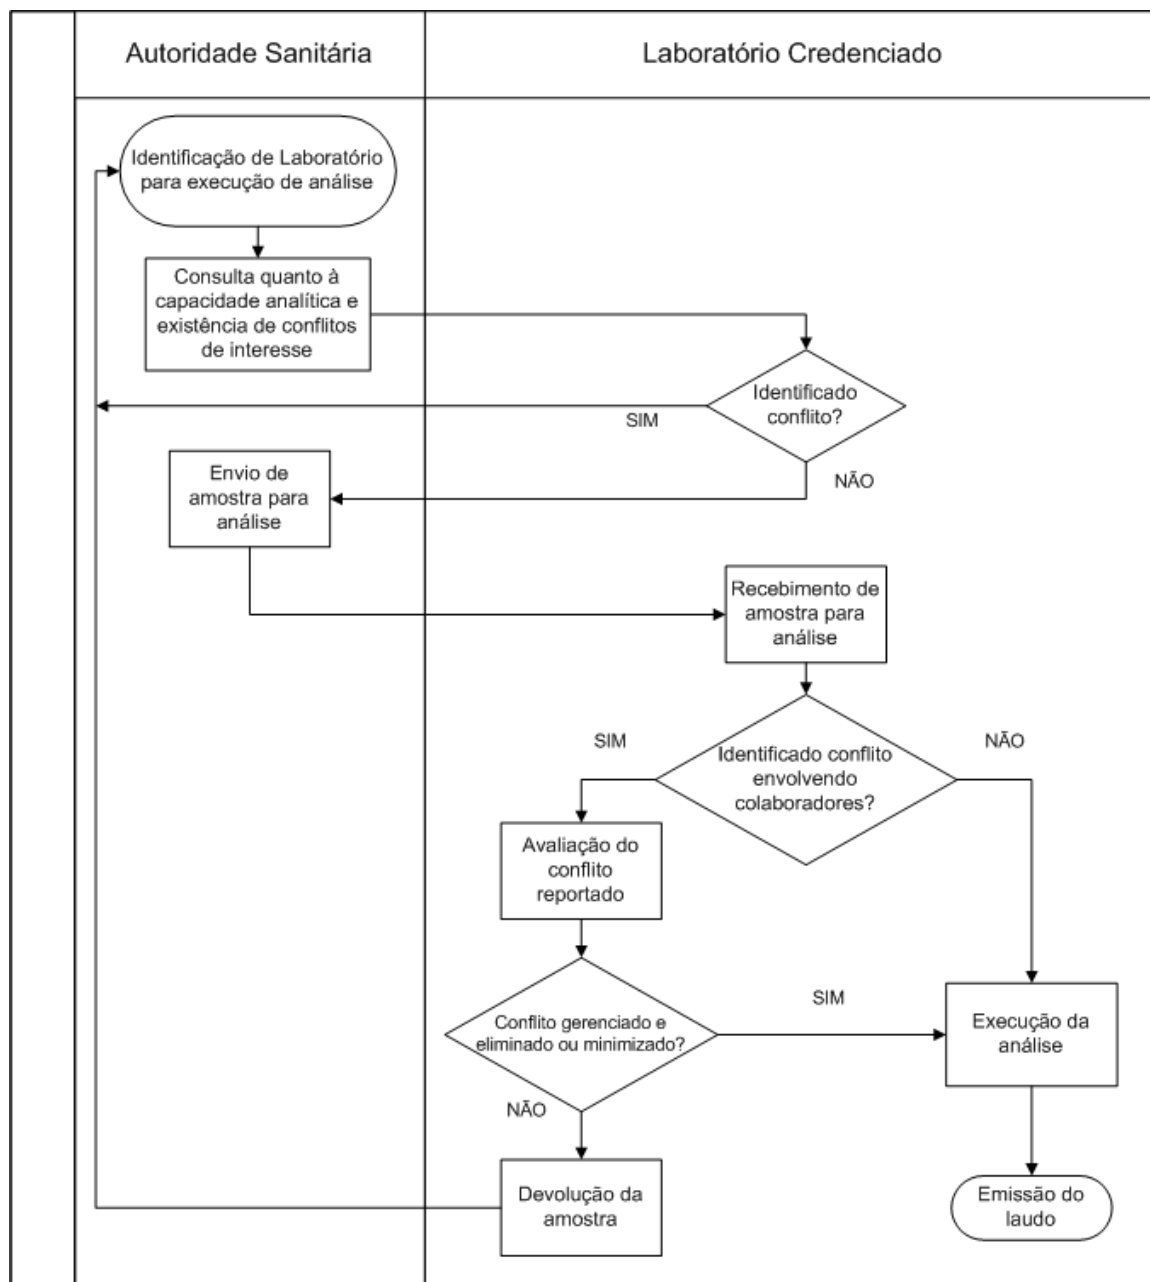 Autoridade Sanitária
Laboratório Credenciado
Identificação de Laboratório
para execução de análise
Consulta quanto à
capacidade analítica e
existência de conflitos
de interesse
Identificado
conflito?
SIM
NÃO
Envio de
amostra para
análise
Recebimento de
amostra para
análise
SIM
NÃO
Identificado conflito
envolvendo
colaboradores?
Avaliação do
conflito
reportado
SIM
Conflito gerenciado e
eliminado ou minimizado?
Execução da
análise
NÃO
Devolução da
amostra
Emissão do
laudo